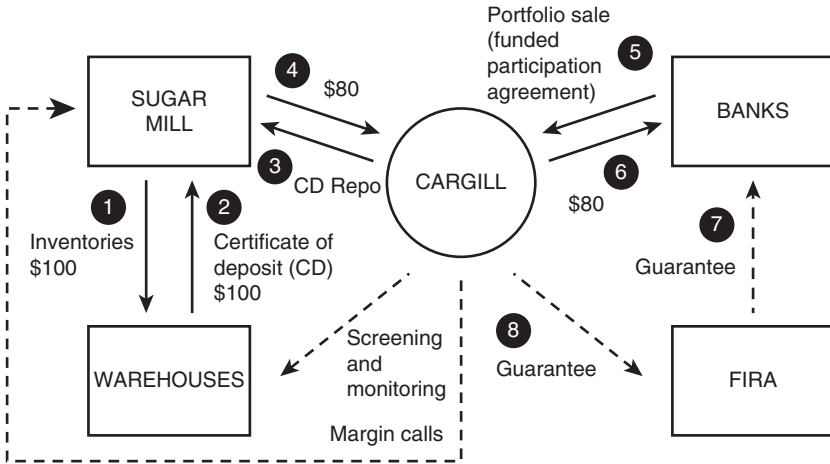 Portfolio sale
(funded
participation
agreement)
5
4
$80
SUGAR
MILL
BANKS
3
CD Repo
CARGILL
6
$80
1
Inventories
$100
2
Certificate of
deposit (CD)
$100
7
Guarantee
Screening
and
monitoring
8
Guarantee
WAREHOUSES
FIRA
Margin calls